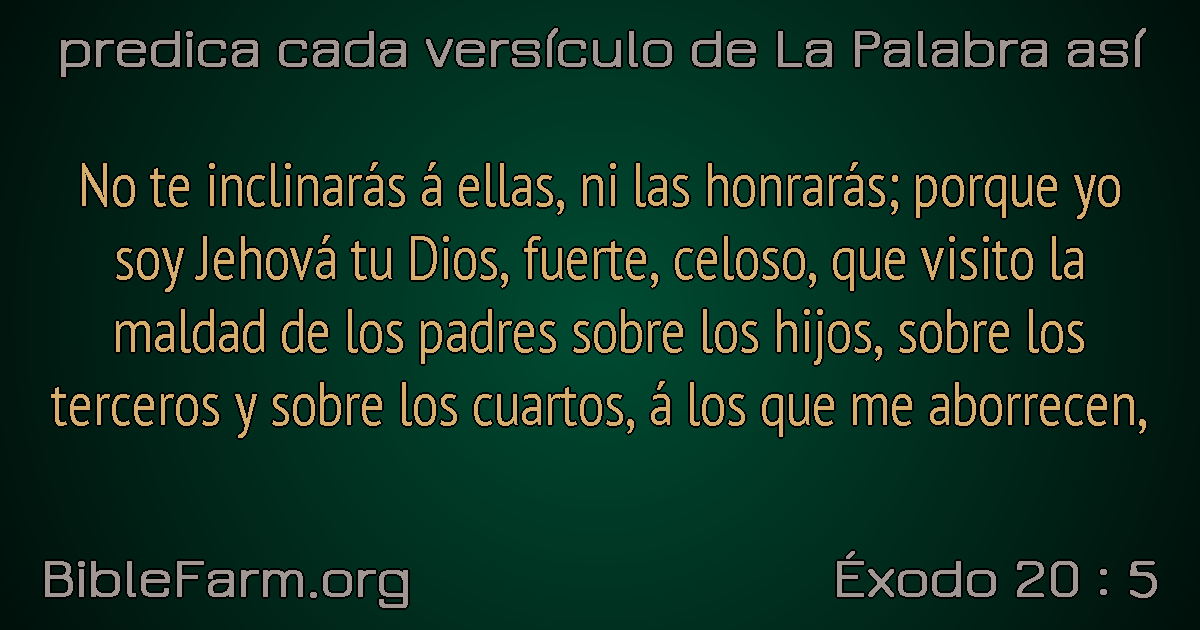 predica cada versículo de La Palabra así
No te inclinarás á ellas, ni las honrarás; porque yo
soy Jehová tu Dios, fuerte, celoso, que visito la
maldad de los padres sobre los hijos, sobre los
terceros y sobre los cuartos, á los que me aborrecen,
BibleFarm.org
Éxodo 20 : 5